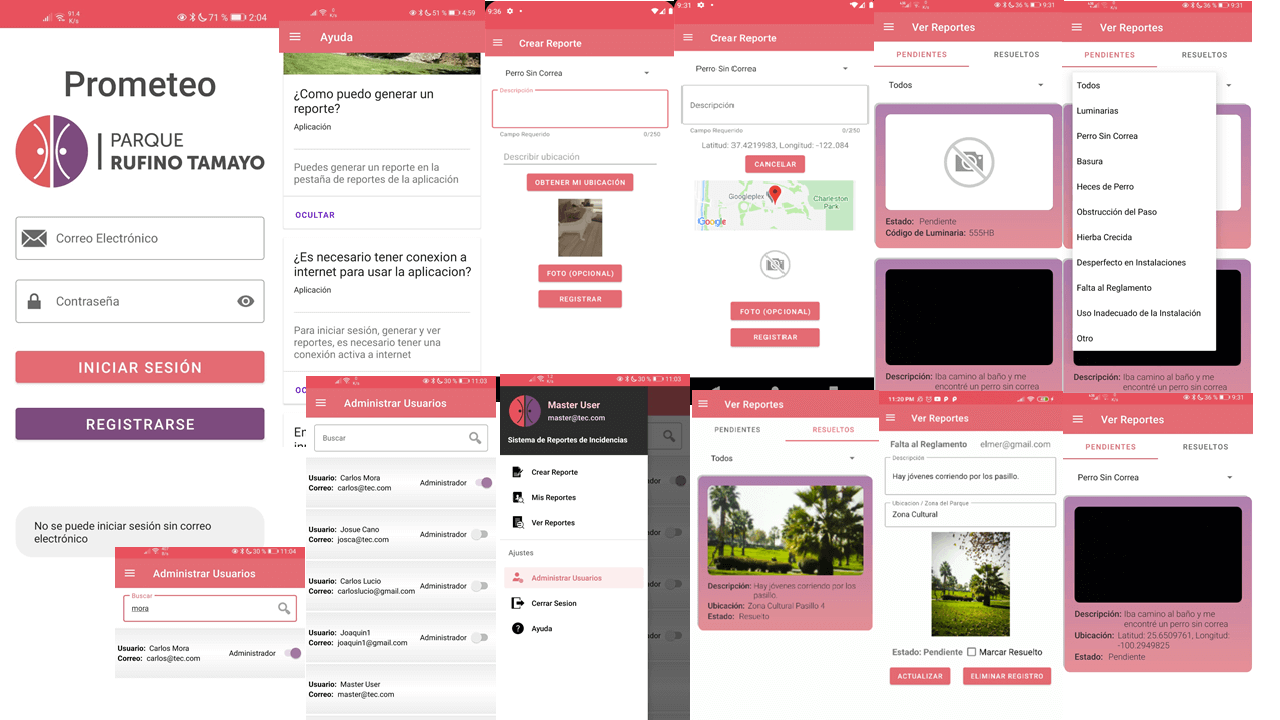 91.4
K/s
71 %
2:04
Prometeo
PARQUE
RUFINO TAMAYO
Correo Electrónico
Contraseña
INICIAR SESIÓN
REGISTRARSE
No se puede iniciar sesión sin correo
electrónico
0
K/s
51 %
4:59
Ayuda
¿Como puedo generar un
reporte?
Aplicación
Puedes generar un reporte en la
pestaña de reportes de la aplicación
OCULTAR
¿Es necesario tener conexion a
internet para usar la aplicacion?
Aplicación
Para iniciar sesión, generar y ver
reportes, es necesario tener una
conexión activa a internet
9:36
Crear Reporte
Perro Sin Correa
Descripción
Campo Requerido
0/250
Describir ubicación
OBTENER MI UBICACIÓN
FOTO (OPCIONAL)
REGISTRAR
9:31
Crear Reporte
Perro Sin Correa
Descripción
Campo Requerido
0/250
Latitud: 37.4219983, Longitud: -122.084
CANCELAR
Googleplex
Charleston
Park
Google
FOTO (OPCIONAL)
REGISTRAR
36 %
9:31
Ver Reportes
PENDIENTES
RESUELTOS
Todos
Estado: Pendiente
Código de Luminaria: 555HB
Descripción: Iba camino al baño y me
encontré un perro sin correa
36 %
9:31
Ver Reportes
PENDIENTES
RESUELTOS
Todos
Luminarias
Perro Sin Correa
Basura
Heces de Perro
Obstrucción del Paso
Hierba Crecida
Desperfecto en Instalaciones
Falta al Reglamento
Uso Inadecuado de la Instalación
Otro
Descripción: Iba camino al baño y me
encontré un perro sin correa
30 %
11:04
Administrar Usuarios
Buscar
mora
Usuario: Carlos Mora
Correo: carlos@tec.com
Administrador
0
K/s
30 %
11:03
Administrar Usuarios
Buscar
Usuario: Carlos Mora
Correo: carlos@tec.com
Administrador
Usuario: Josue Cano
Correo: josca@tec.com
Administrador
Usuario: Carlos Lucio
Correo: carloslucio@gmail.com
Administrador
Usuario: Joaquin1
Correo: joaquin1@gmail.com
Administrador
Usuario: Master User
Correo: master@tec.com
1.2
K/s
30 %
11:03
Master User
master@tec.com
Sistema de Reportes de Incidencias
Crear Reporte
Mis Reportes
Ver Reportes
Ajustes
Administrar Usuarios
Cerrar Sesion
Ayuda
Ver Reportes
PENDIENTES
RESUELTOS
Todos
Descripción: Hay jóvenes corriendo por los
pasillo.
Ubicación: Zona Cultural Pasillo 4
Estado: Resuelto
11:20 PM
Ver Reportes
Falta al Reglamento
elmer@gmail.com
Descripción
Hay jóvenes corriendo por los pasillo.
Ubicacion / Zona del Parque
Zona Cultural
Estado: Pendiente
Marcar Resuelto
ACTUALIZAR
ELIMINAR REGISTRO
36 %
9:31
Ver Reportes
PENDIENTES
RESUELTOS
Perro Sin Correa
Descripción: Iba camino al baño y me
encontré un perro sin correa
Ubicación: Latitud: 25.6509761, Longitud:
-100.2949825
Estado: Pendiente